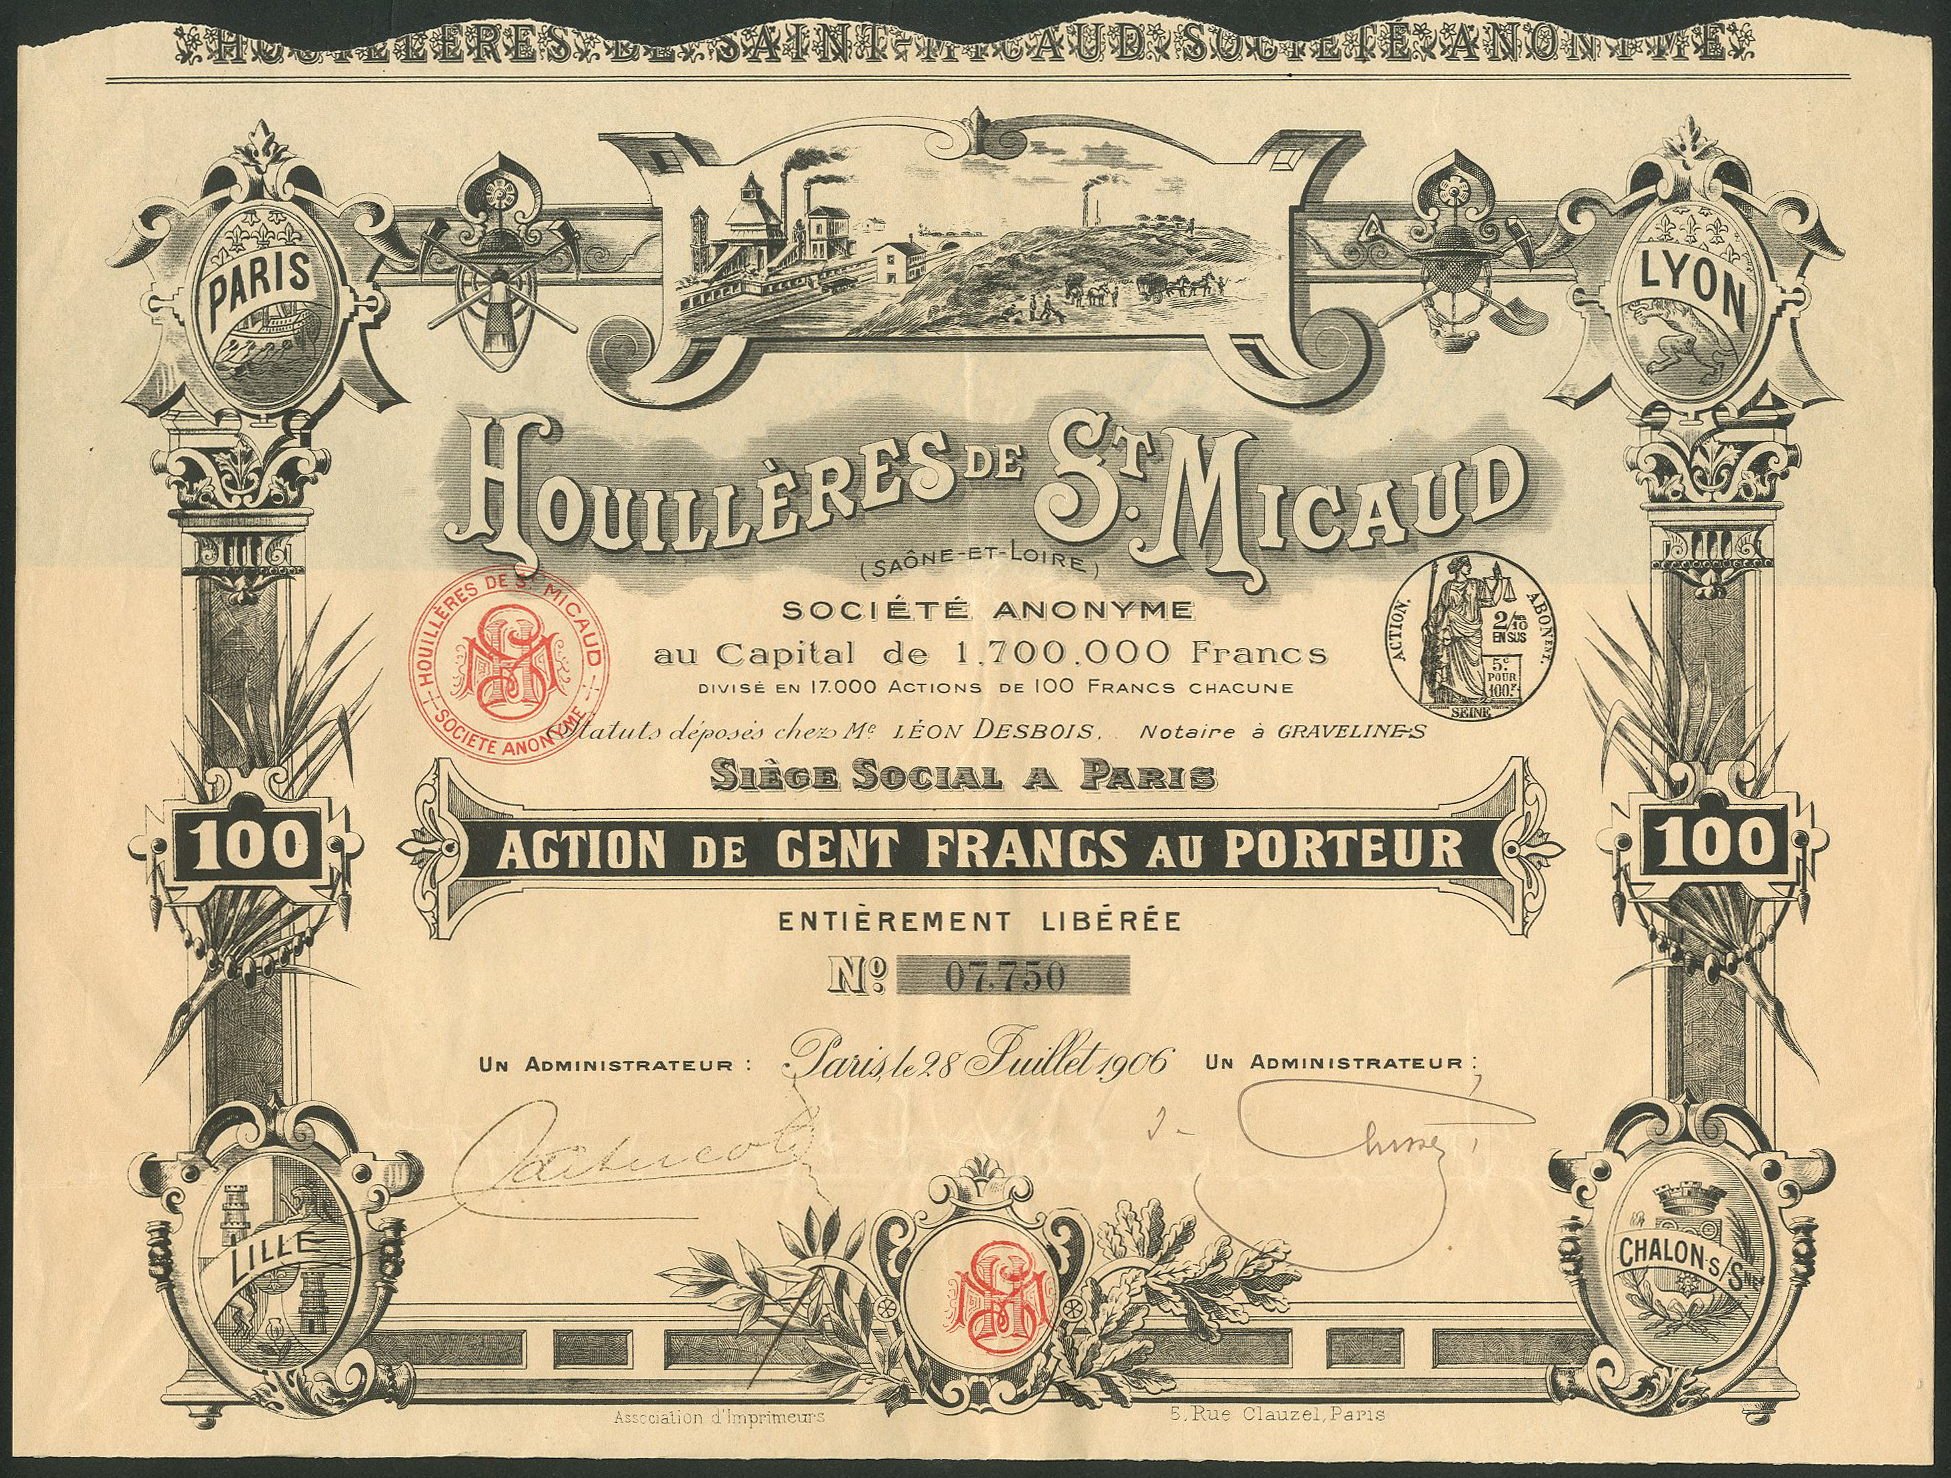 HOUILLÈRES DE SAINT-MICAUD SOCIÉTÉ ANONYME
PARIS
LYON
HOUILLÈRES DE ST. MICAUD
(SAÔNE-ET-LOIRE)
HOUILLÈRES DE ST MICAUD
SOCIÉTÉ ANONYME
SOCIÉTÉ ANONYME
au Capital de 1.700.000 Francs
DIVISÉ EN 17.000 ACTIONS DE 100 FRANCS CHACUNE
ACTION.
ABONENT.
2/10ES
EN SUS
5C.
POUR
100.F
SEINE
Statuts déposés chez Me LÉON DESBOIS. Notaire à GRAVELINES
SIÈGE SOCIAL A PARIS
100
ACTION DE CENT FRANCS AU PORTEUR
100
ENTIÈREMENT LIBÉRÉE
No. 07.750
UN ADMINISTRATEUR :
Paris, le 28 Juillet 1906
UN ADMINISTRATEUR :
LILLE
CHALON S/SNE
Association d'Imprimeurs
5, Rue Clauzel, Paris